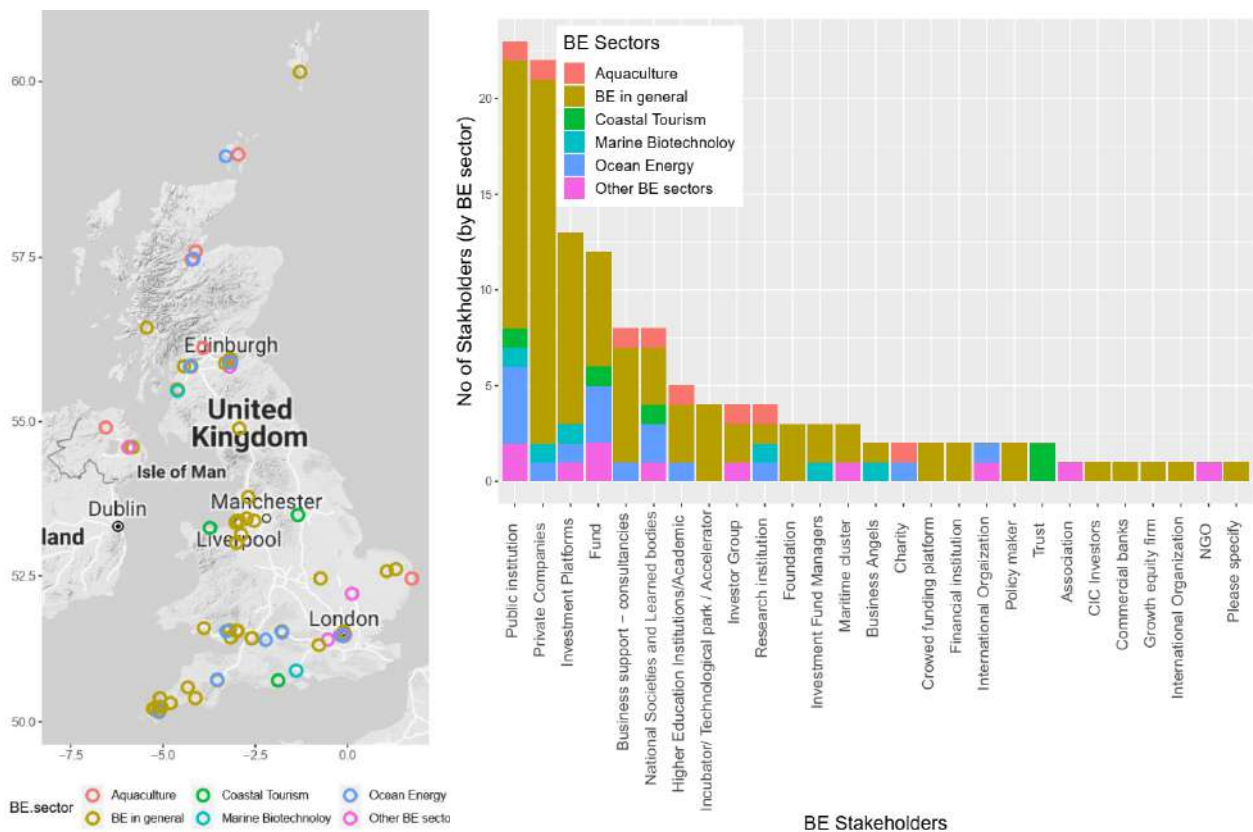 60.0
57.5
55.0
52.5
50.0
−7.5
−5.0
−2.5
0.0
Edinburgh
United
Kingdom
Isle of Man
Dublin
land
Manchester
Liverpool
London
BE.sector
Aquaculture
Coastal Tourism
Ocean Energy
BE in general
Marine Biotechnoloy
Other BE secto
No of Stakholders (by BE sector)
20
15
10
5
0
BE Sectors
Aquaculture
BE in general
Coastal Tourism
Marine Biotechnoloy
Ocean Energy
Other BE sectors
Public institution
Private Companies
Investment Platforms
Fund
Business support − consultancies
National Societies and Learned bodies
Higher Education Institutions/Academic
Incubator/ Technological park / Accelerator
Investor Group
Research institution
Foundation
Investment Fund Managers
Maritime cluster
Business Angels
Charity
Crowed funding platform
Financial institution
International Orgaization
Policy maker
Trust
Association
CIC Investors
Commercial banks
Growth equity firm
International Organization
NGO
Please specify
BE Stakeholders